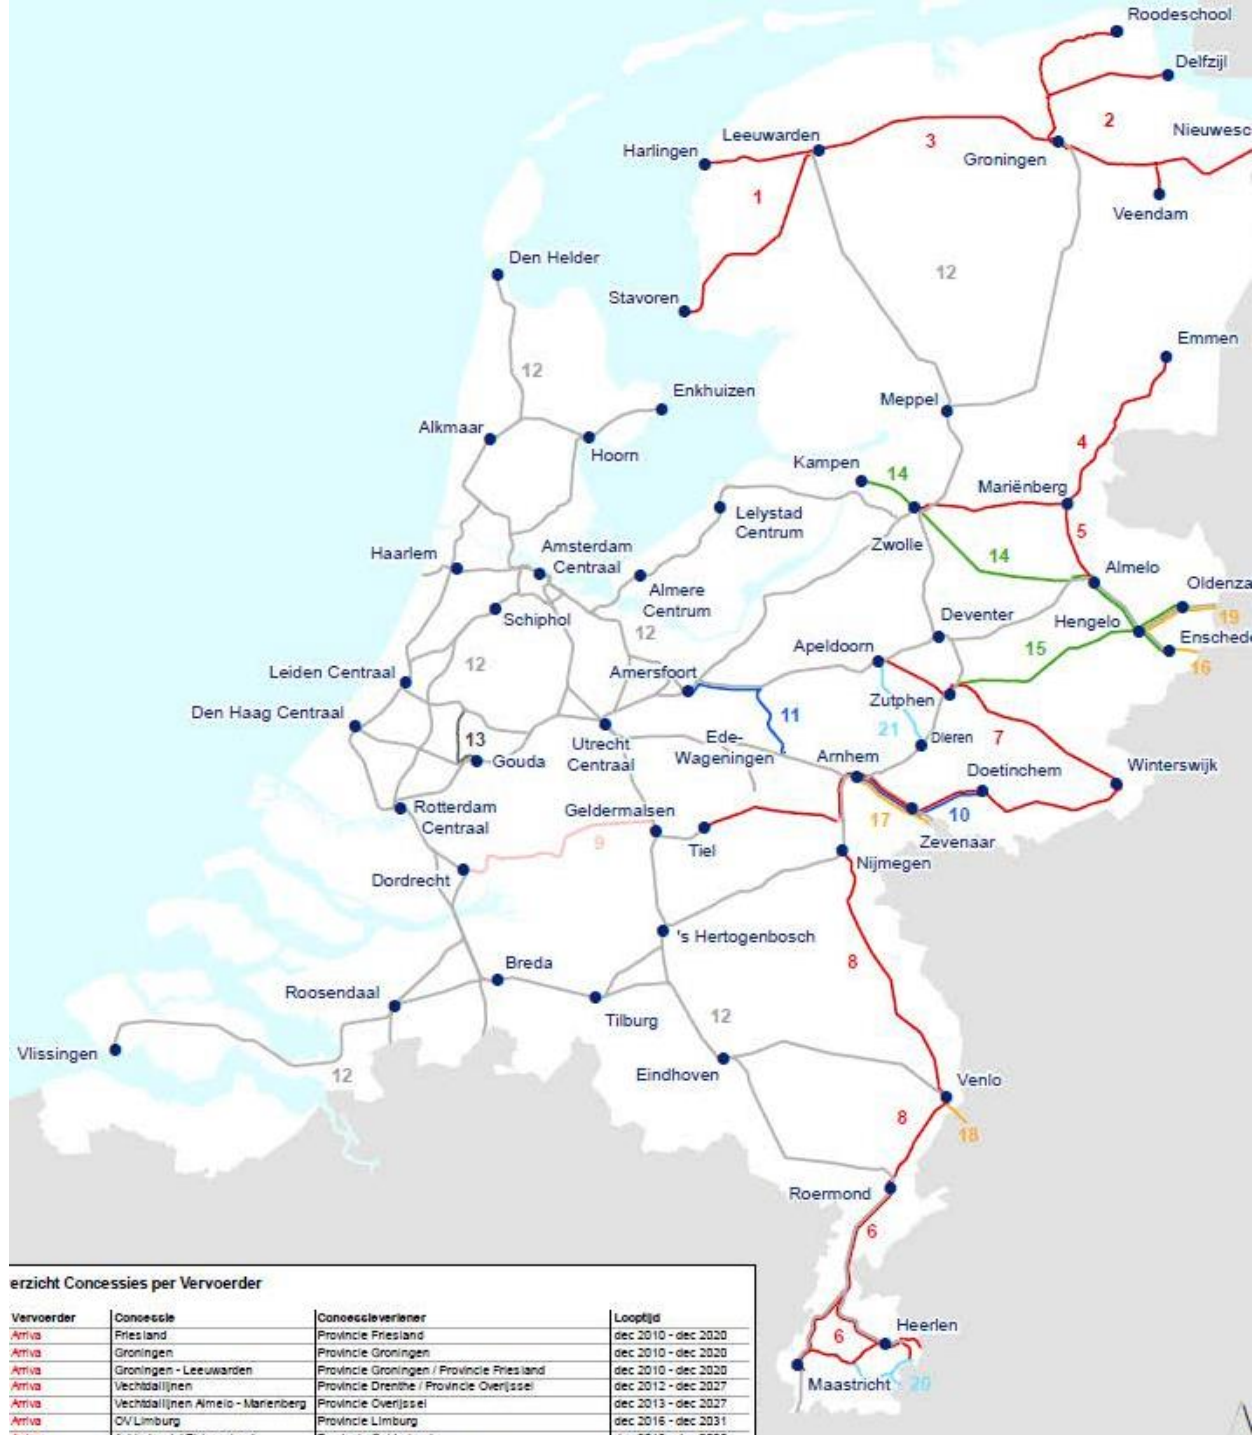 Roodeschool
Delfzijl
2
Leeuwarden
3
Nieuwesc
Harlingen
Groningen
1
Veendam
Den Helder
12
Stavoren
Emmen
12
Enkhuizen
Meppel
Alkmaar
4
Hoorn
Kampen
14
Mariënberg
Lelystad
Centrum
5
Zwolle
Haarlem
Amsterdam
Centraal
14
Almelo
Almere
Centrum
Oldenza
Schiphol
19
Deventer
Hengelo
Enschede
12
Apeldoorn
15
16
Leiden Centraal
12
Amersfoort
Zutphen
Den Haag Centraal
11
21
7
13
Utrecht
Centraal
Ede-
Wageningen
Dieren
Arnhem
Gouda
Doetinchem
Winterswijk
Rotterdam
Centraal
Geldermalsen
17
10
9
Tiel
Zevenaar
Nijmegen
Dordrecht
's Hertogenbosch
8
Breda
Roosendaal
Tilburg
12
Vlissingen
12
Eindhoven
Venlo
8
18
Roermond
6
Heerlen
6
Maastricht
20
erzicht Concessies per Vervoerder
Vervoerder Concessie Concessieverlener Looptijd
Arriva Friesland Provincie Friesland dec 2010 - dec 2020
Arriva Groningen Provincie Groningen dec 2010 - dec 2020
Arriva Groningen - Leeuwarden Provincie Groningen / Provincie Friesland dec 2010 - dec 2020
Arriva Vechtdallijnen Provincie Drenthe / Provincie Overijssel dec 2012 - dec 2027
Arriva Vechtdallijnen Almelo - Marienberg Provincie Overijssel dec 2013 - dec 2027
Arriva OV Limburg Provincie Limburg dec 2016 - dec 2031